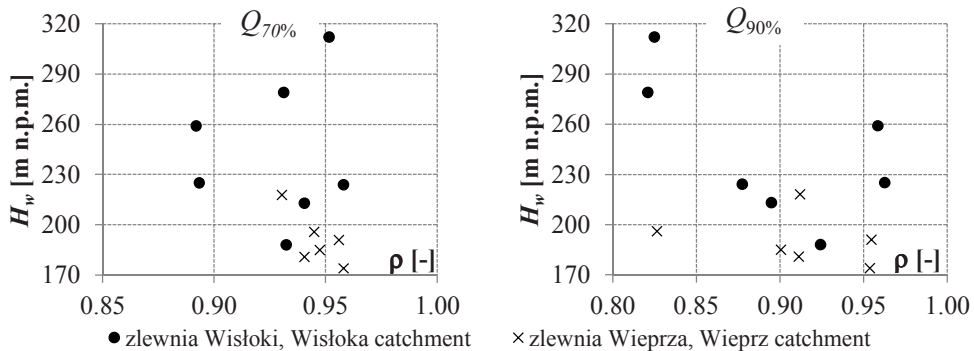 Q70%
H_w [m n.p.m.]
320
290
260
230
200
170
ρ [-]
0.85 0.90 0.95 1.00
Q90%
H_w [m n.p.m.]
320
290
260
230
200
170
ρ [-]
0.80 0.85 0.90 0.95 1.00
● zlewnia Wisłoki, Wisłoka catchment
× zlewnia Wieprza, Wieprz catchment